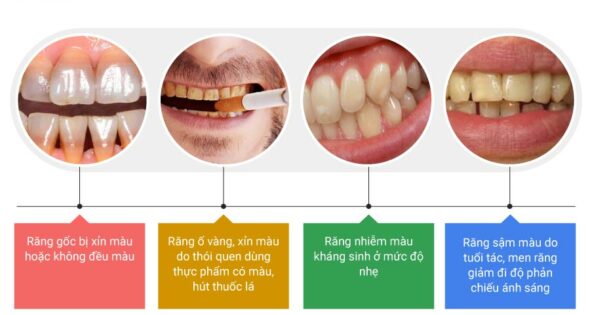 Răng gốc bị xỉn màu
hoặc không đều màu
Răng ố vàng, xỉn màu
do thói quen dùng
thực phẩm có màu,
hút thuốc lá
Răng nhiễm màu
kháng sinh ở mức độ
nhẹ
Răng sậm màu do
tuổi tác, men răng
giảm đi độ phản
chiếu ánh sáng